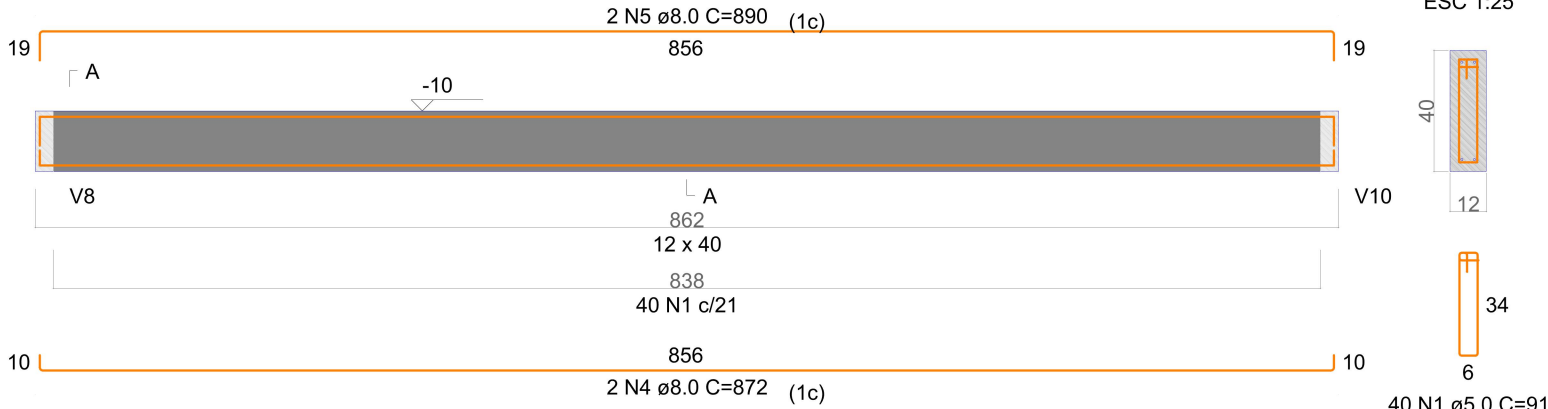 2 N5 ø8.0 C=890 (1c)
19
856
19
A
-10
V8
A
V10
862
12 x 40
838
40 N1 c/21
10
856
10
2 N4 ø8.0 C=872 (1c)
ESC 1:25
40
12
34
6
40 N1 ø5.0 C=91